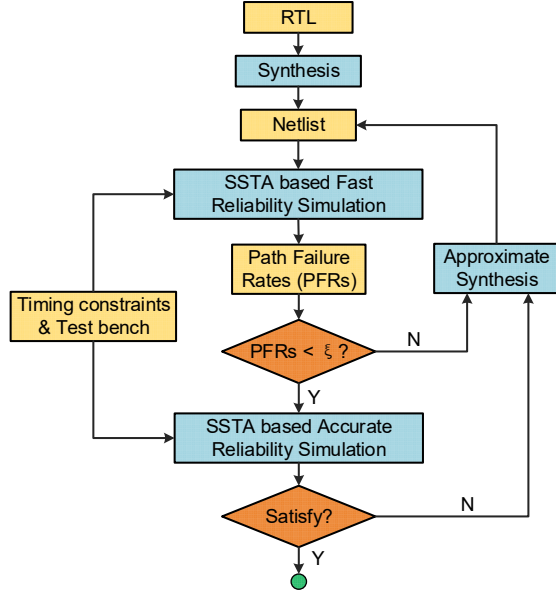 RTL
Synthesis
Netlist
SSTA based Fast
Reliability Simulation
Path Failure
Rates (PFRs)
Approximate
Synthesis
Timing constraints
& Test bench
PFRs < ξ ?
N
Y
SSTA based Accurate
Reliability Simulation
Satisfy?
N
Y